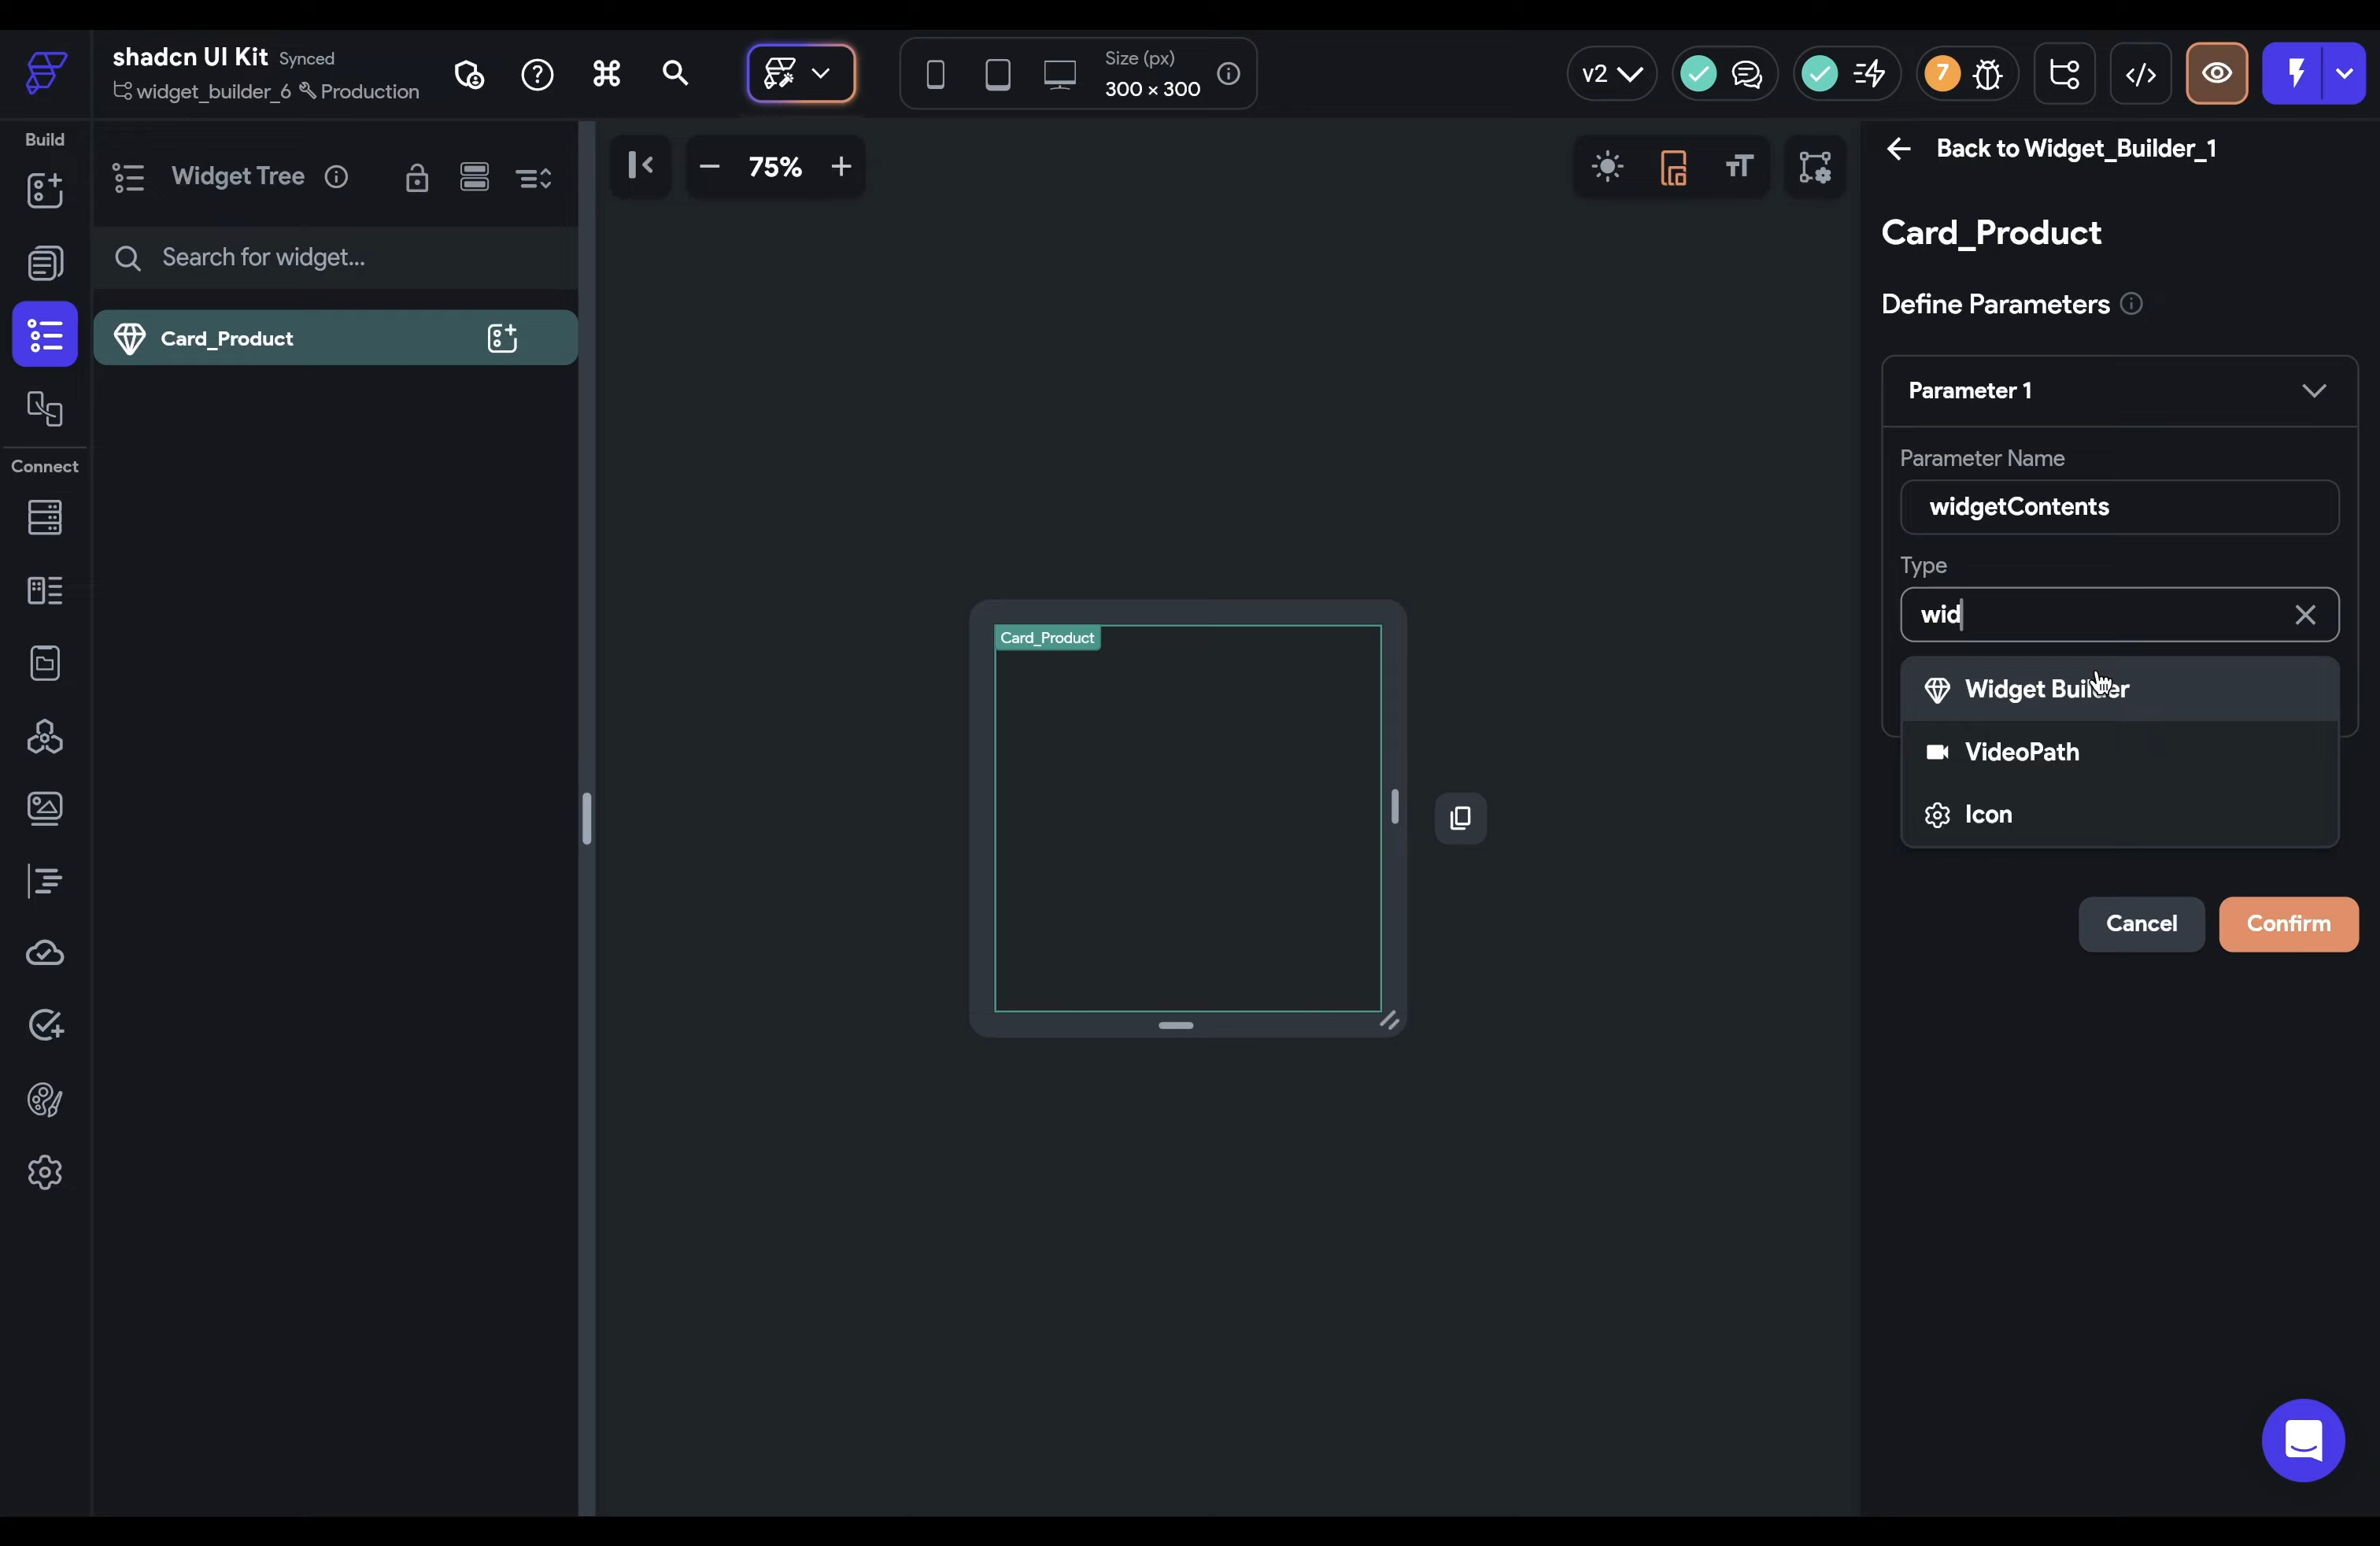 shadcn UI Kit Synced
widget_builder_6 Production
Size (px)
300 × 300
v2
7
Build
Connect
Widget Tree
Search for widget...
Card_Product
75%
Card_Product
Back to Widget_Builder_1
Card_Product
Define Parameters
Parameter 1
Parameter Name
widgetContents
Type
wid
Widget Builder
VideoPath
Icon
Cancel
Confirm